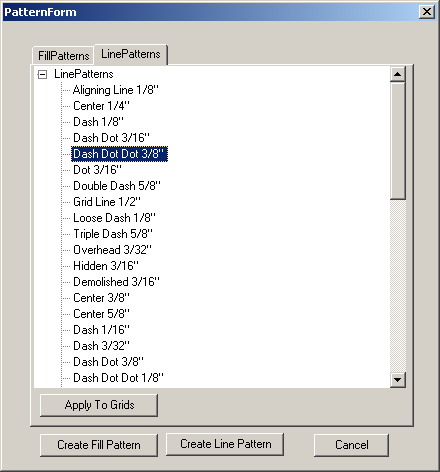 PatternForm
FillPatterns LinePatterns
LinePatterns
Aligning Line 1/8"
Center 1/4"
Dash 1/8"
Dash Dot 3/16"
Dash Dot Dot 3/8"
Dot 3/16"
Double Dash 5/8"
Grid Line 1/2"
Loose Dash 1/8"
Triple Dash 5/8"
Overhead 3/32"
Hidden 3/16"
Demolished 3/16"
Center 3/8"
Center 5/8"
Dash 1/16"
Dash 3/32"
Dash Dot 3/8"
Dash Dot Dot 1/8"
Apply To Grids
Create Fill Pattern Create Line Pattern Cancel